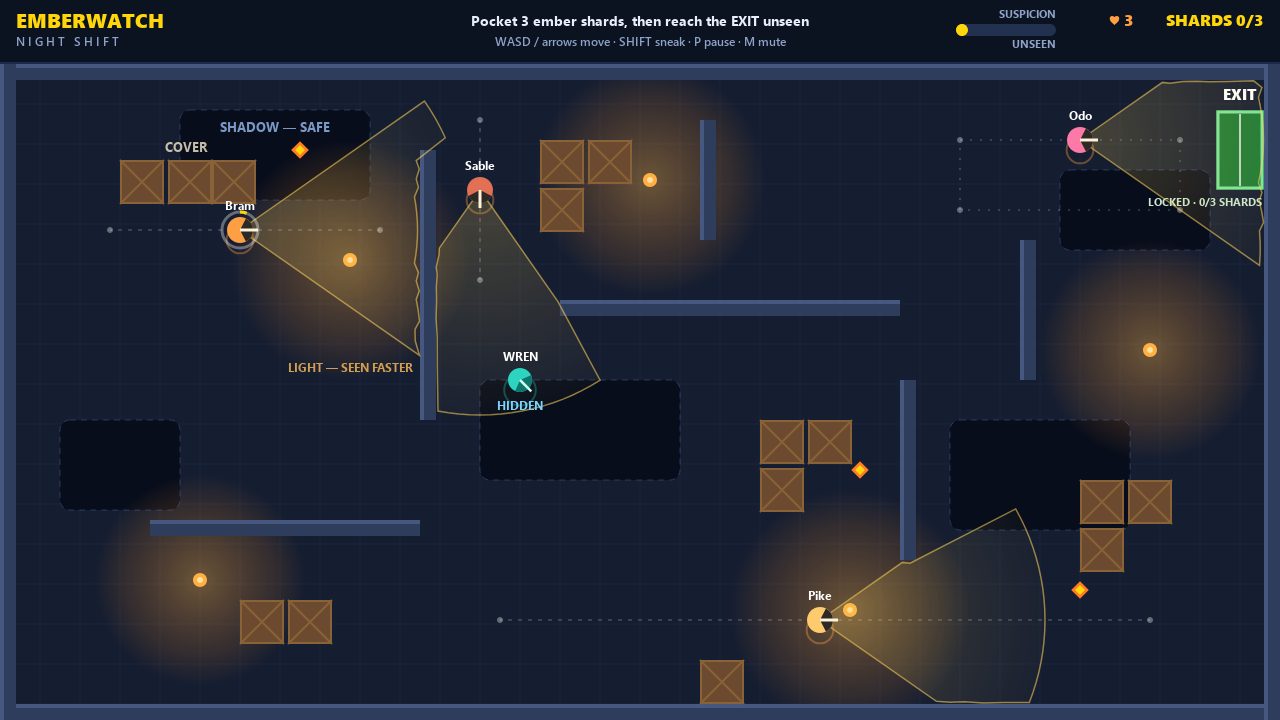 EMBERWATCH
NIGHT SHIFT
Pocket 3 ember shards, then reach the EXIT unseen
WASD / arrows move · SHIFT sneak · P pause · M mute
SUSPICION
UNSEEN
♥ 3
SHARDS 0/3
EXIT
Odo
SHADOW — SAFE
COVER
Sable
LOCKED · 0/3 SHARDS
Bram
WREN
LIGHT — SEEN FASTER
HIDDEN
Pike